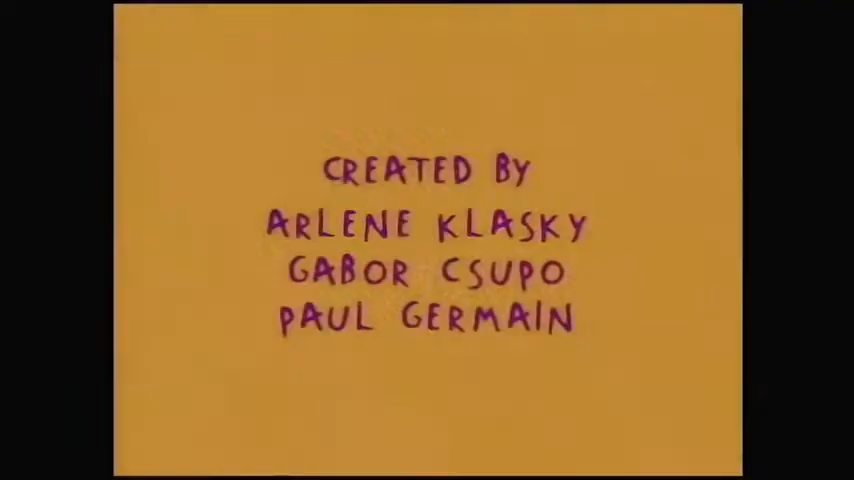 CREATED BY
ARLENE KLASKY
GABOR CSUPO
PAUL GERMAIN